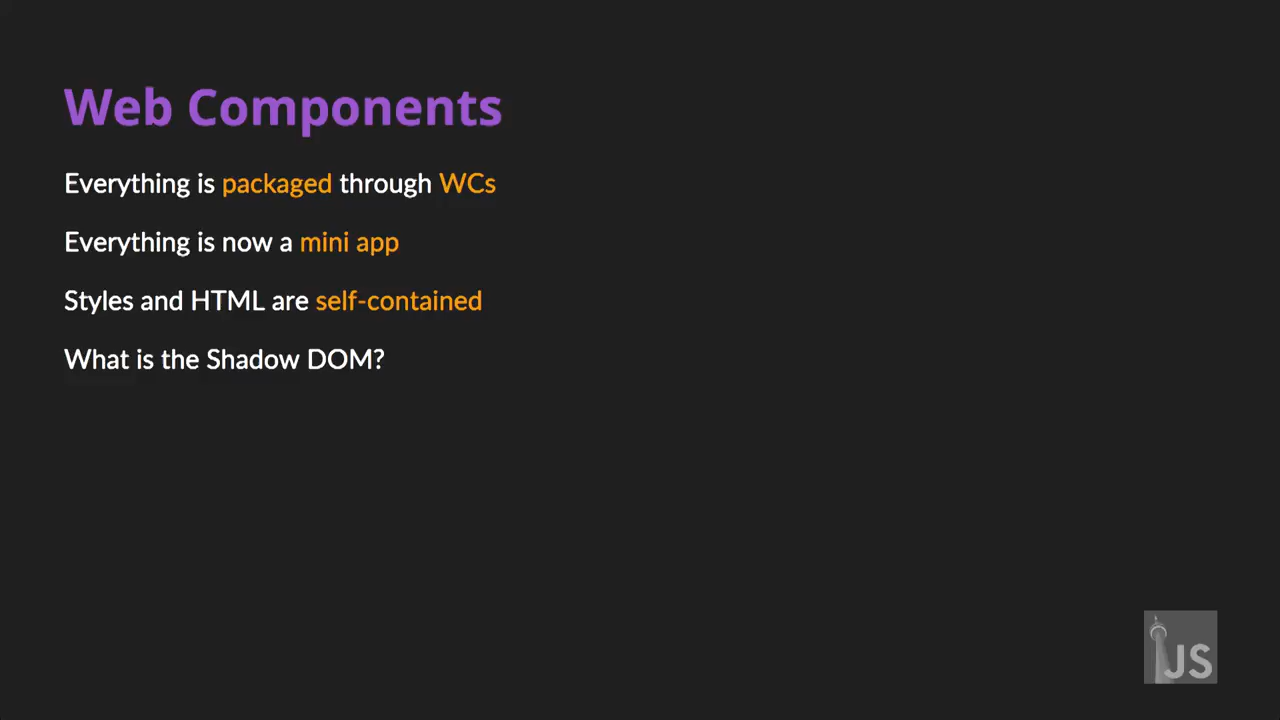 Web Components
Everything is packaged through WCs
Everything is now a mini app
Styles and HTML are self-contained
What is the Shadow DOM?
JS